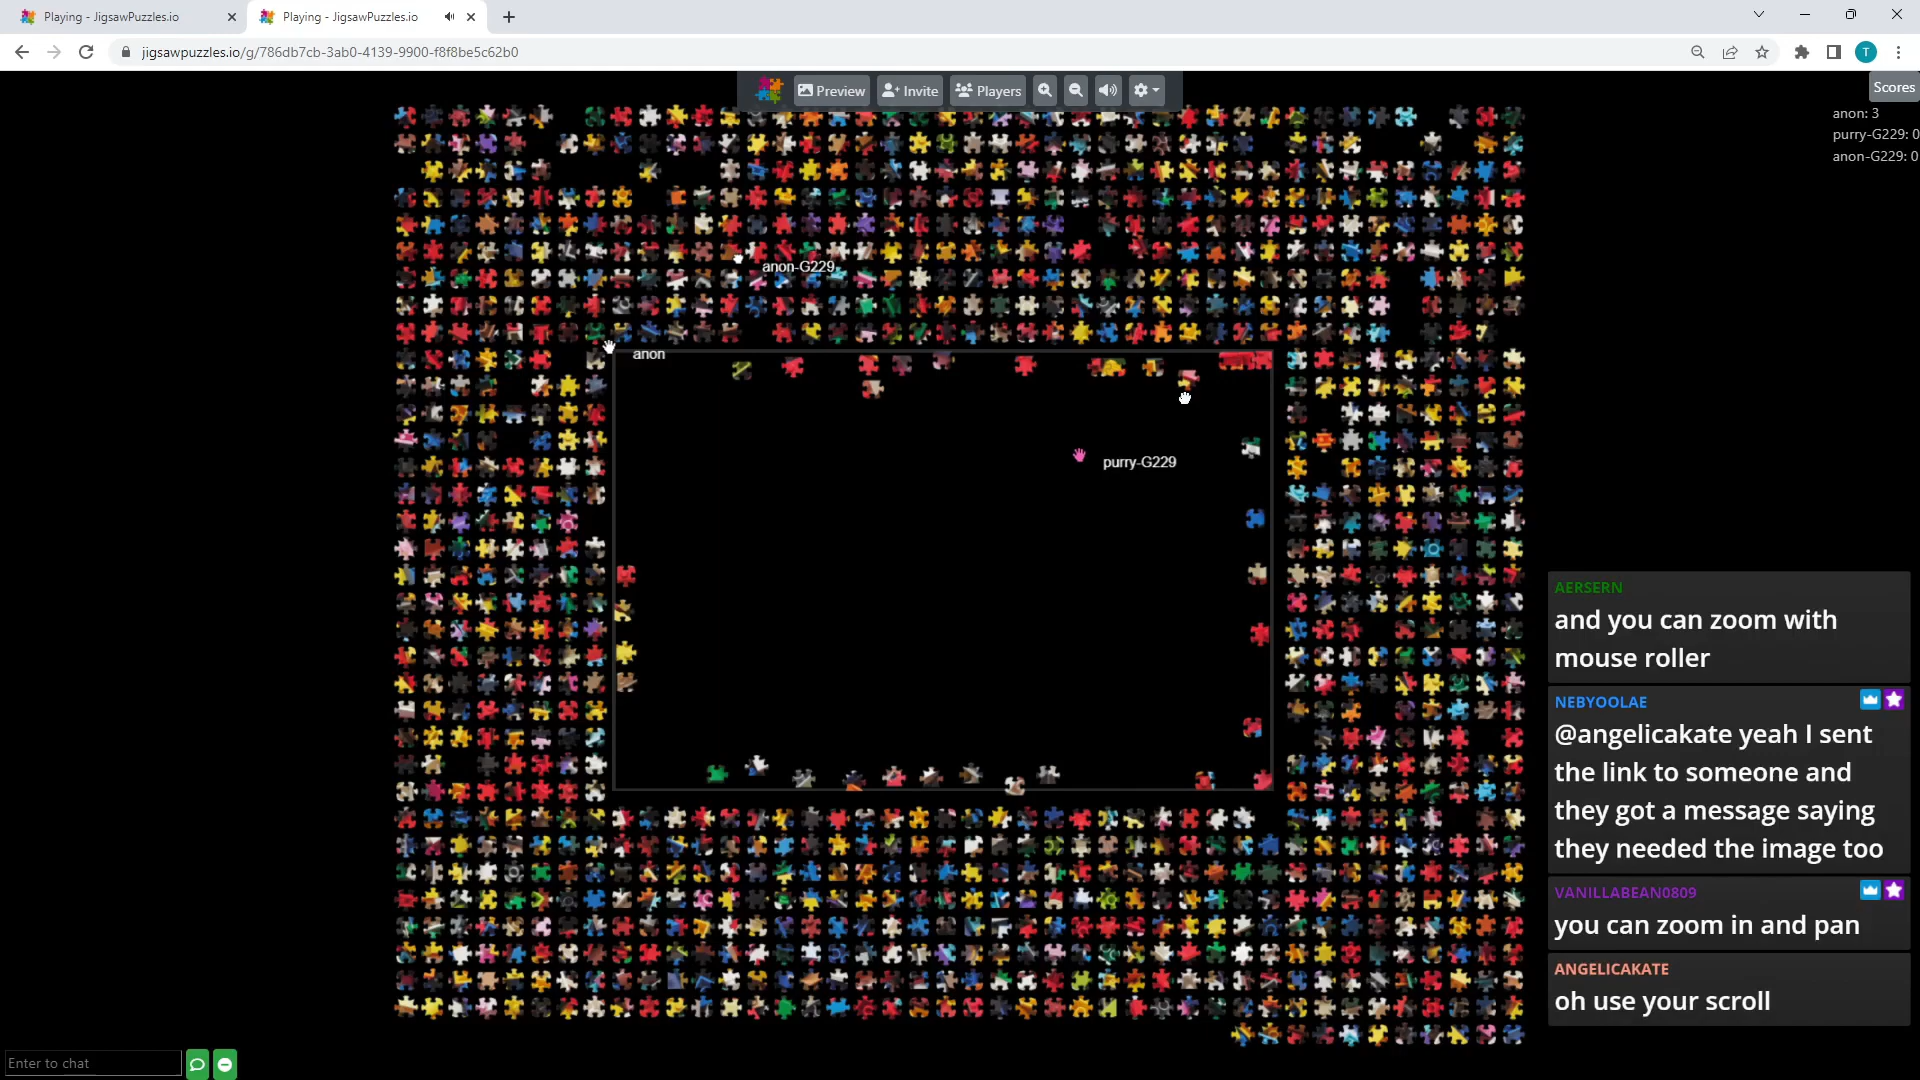 Playing - JigsawPuzzles.io
Playing - JigsawPuzzles.io
jigsawpuzzles.io/g/786db7cb-3ab0-4139-9900-f8f8be5c62b0
T
Preview
Invite
Players
Scores
anon: 3
purry-G229: 0
anon-G229: 0
anon-G229
anon
purry-G229
AERSERN
and you can zoom with
mouse roller
NEBYOOLAE
@angelicakate yeah I sent
the link to someone and
they got a message saying
they needed the image too
VANILLABEAN0809
you can zoom in and pan
ANGELICAKATE
oh use your scroll
Enter to chat